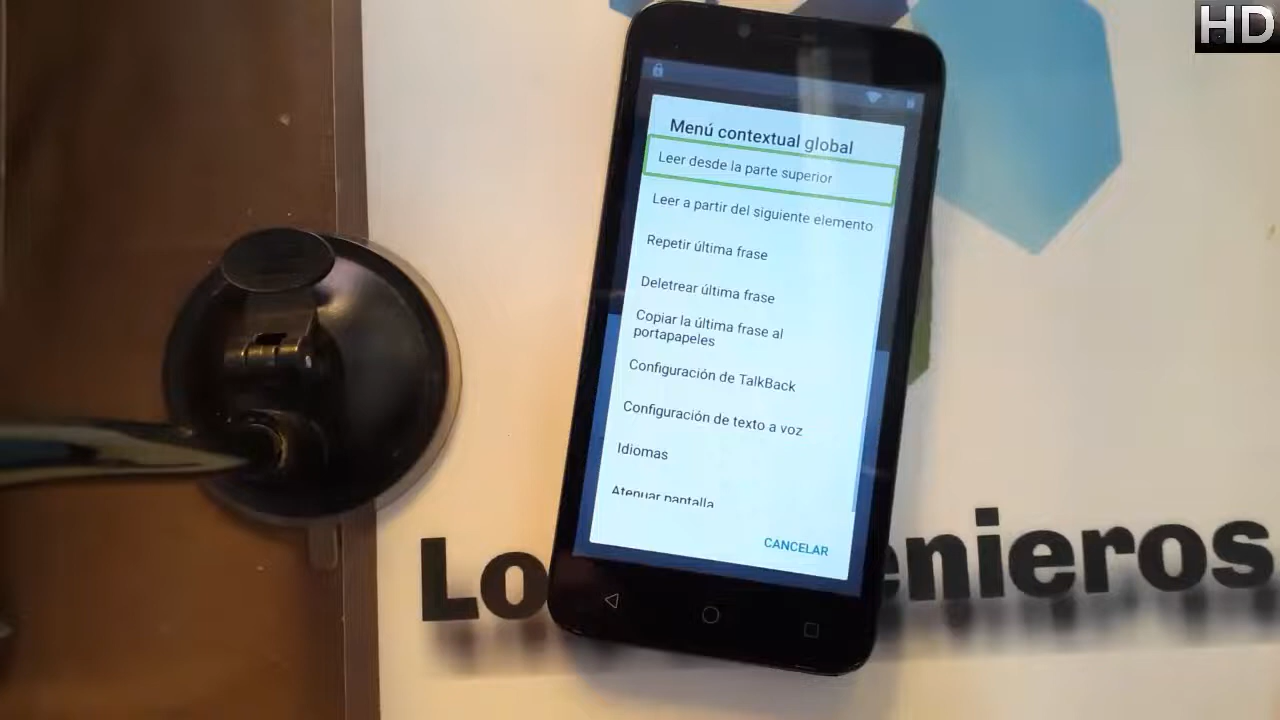 HD
Menú contextual global
Leer desde la parte superior
Leer a partir del siguiente elemento
Repetir última frase
Deletrear última frase
Copiar la última frase al
portapapeles
Configuración de TalkBack
Configuración de texto a voz
Idiomas
Atenuar pantalla
CANCELAR
Lo enieros